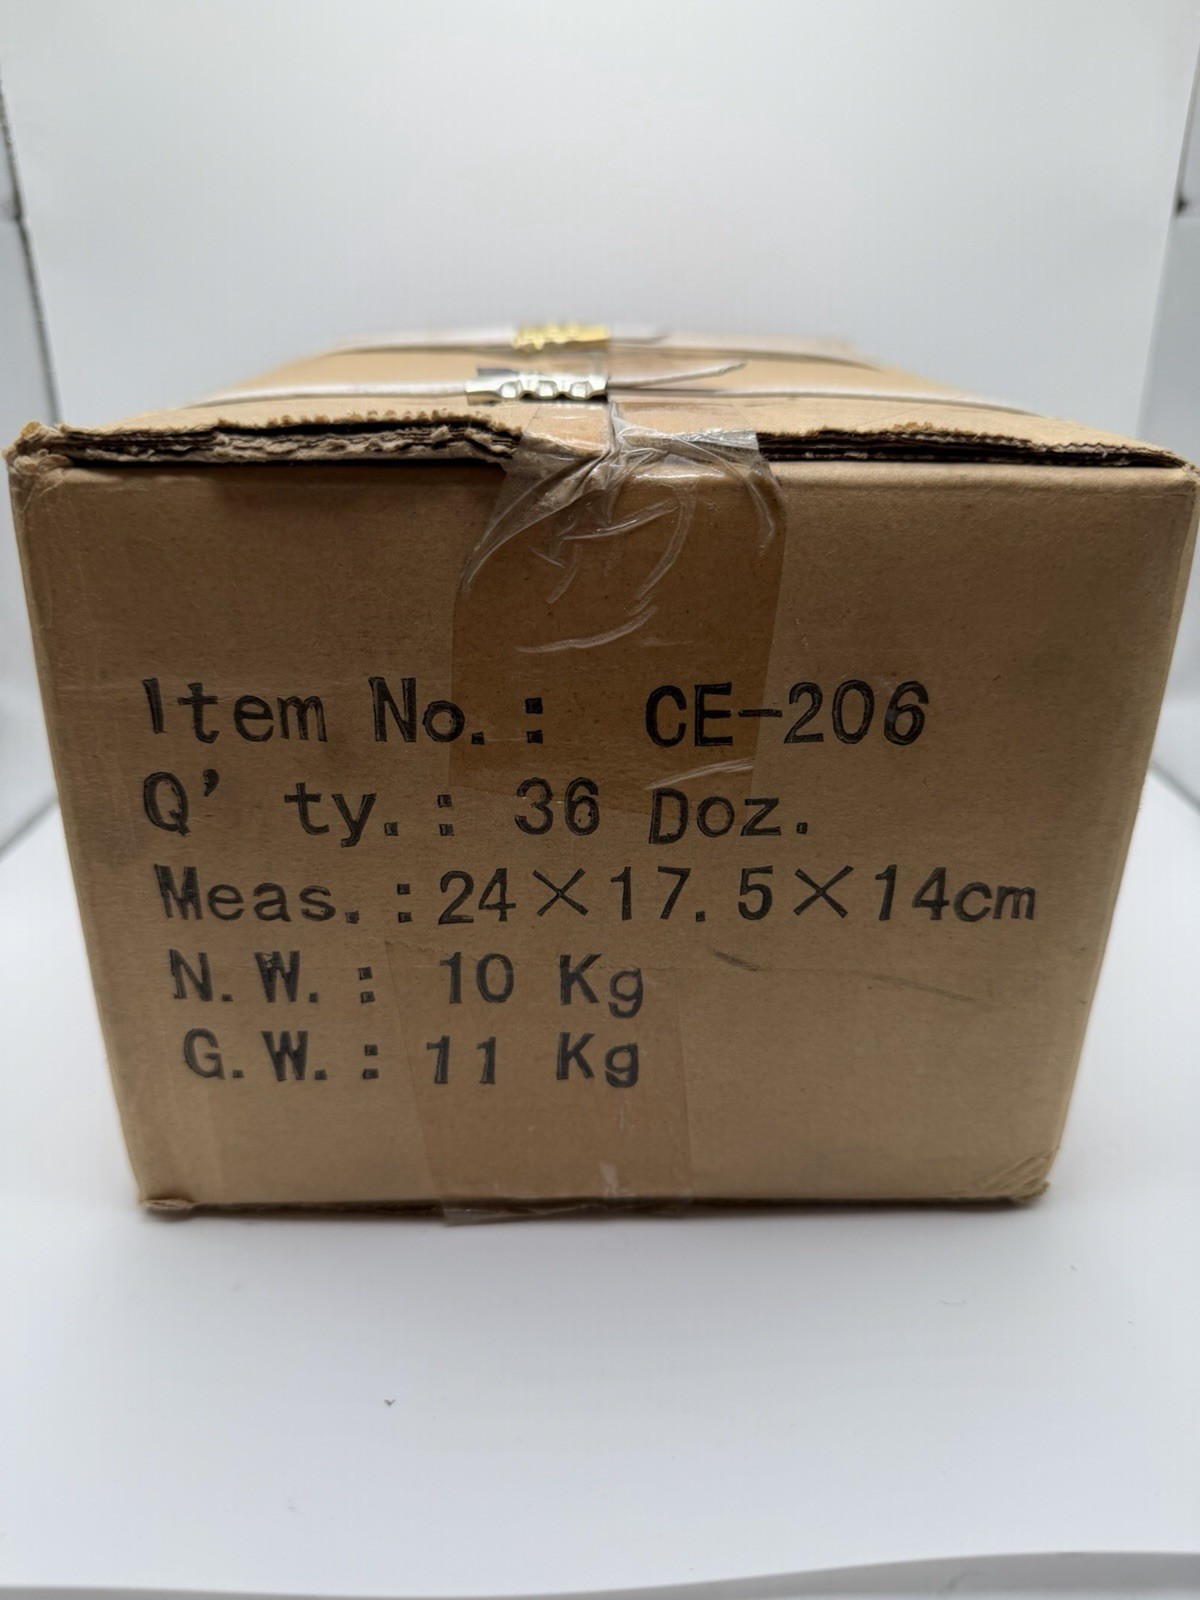 Item No.: CE-206
Q'ty.: 36 Doz.
Meas.: 24×17.5×14cm
N.W.: 10 Kg
G.W.: 11 Kg